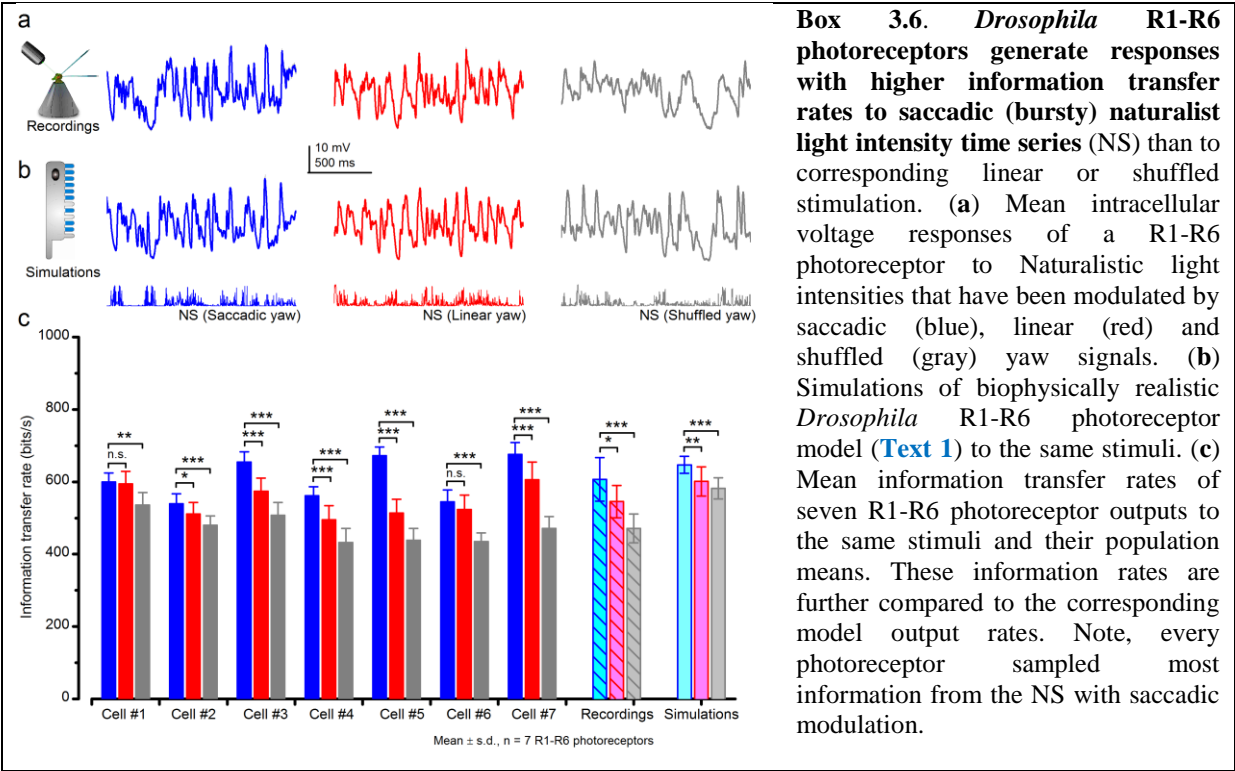 a
Recordings
10 mV
500 ms
b
Simulations
NS (Saccadic yaw)
NS (Linear yaw)
NS (Shuffled yaw)
c
Information transfer rate (bits/s)
1000
800
600
400
200
0
**
n.s.
***
*
***
***
***
***
***
***
***
n.s.
***
***
***
*
***
**
Cell #1
Cell #2
Cell #3
Cell #4
Cell #5
Cell #6
Cell #7
Recordings
Simulations
Mean ± s.d., n = 7 R1-R6 photoreceptors
Box 3.6. Drosophila R1-R6
photoreceptors generate responses
with higher information transfer
rates to saccadic (bursty) naturalist
light intensity time series (NS) than to
corresponding linear or shuffled
stimulation. (a) Mean intracellular
voltage responses of a R1-R6
photoreceptor to Naturalistic light
intensities that have been modulated by
saccadic (blue), linear (red) and
shuffled (gray) yaw signals. (b)
Simulations of biophysically realistic
Drosophila R1-R6 photoreceptor
model (Text 1) to the same stimuli. (c)
Mean information transfer rates of
seven R1-R6 photoreceptor outputs to
the same stimuli and their population
means. These information rates are
further compared to the corresponding
model output rates. Note, every
photoreceptor sampled most
information from the NS with saccadic
modulation.